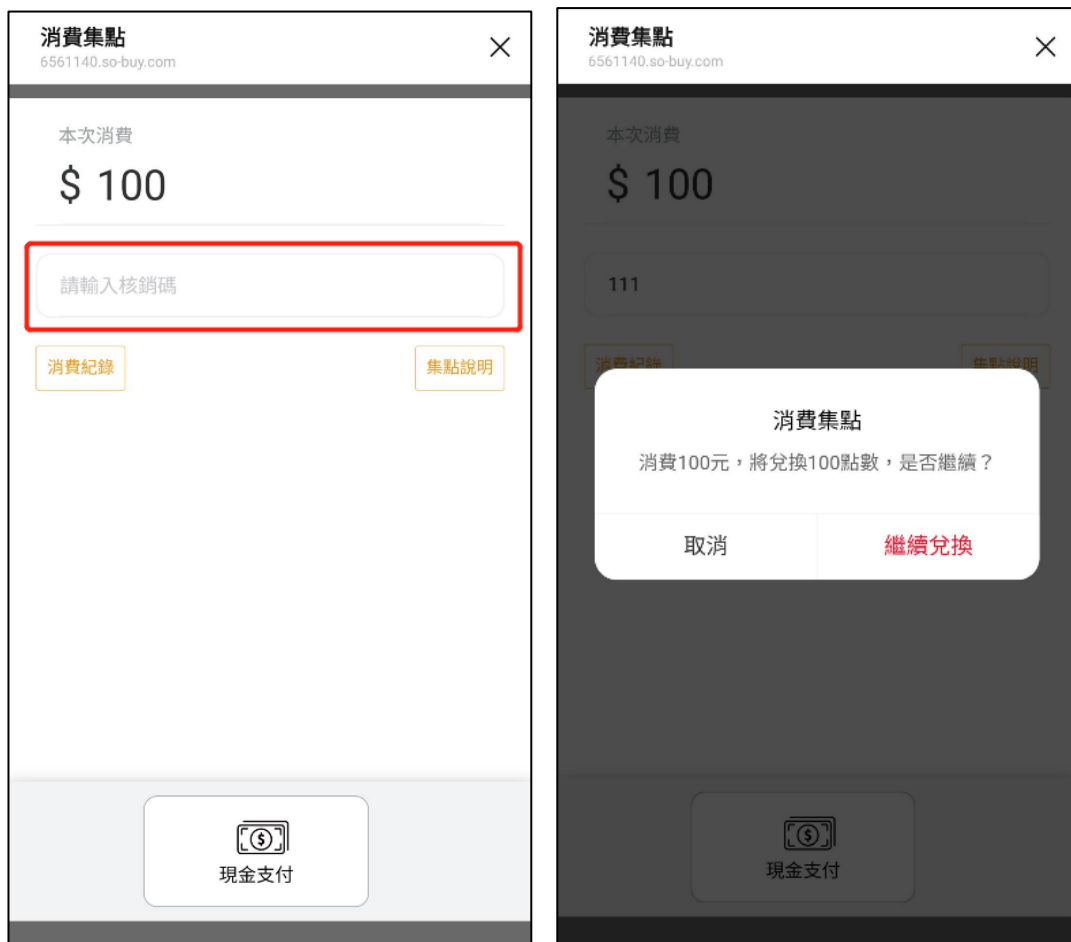 消費集點
6561140.so-buy.com
本次消費
$ 100
請輸入核銷碼
消費紀錄
集點說明
現金支付
消費集點
6561140.so-buy.com
本次消費
$ 100
111
消費紀錄
集點說明
消費集點
消費100元，將兌換100點數，是否繼續？
取消
繼續兌換
現金支付